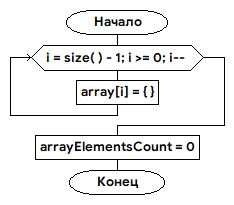 Начало
i = size( ) - 1; i >= 0; i--
array[i] = { }
arrayElementsCount = 0
Конец